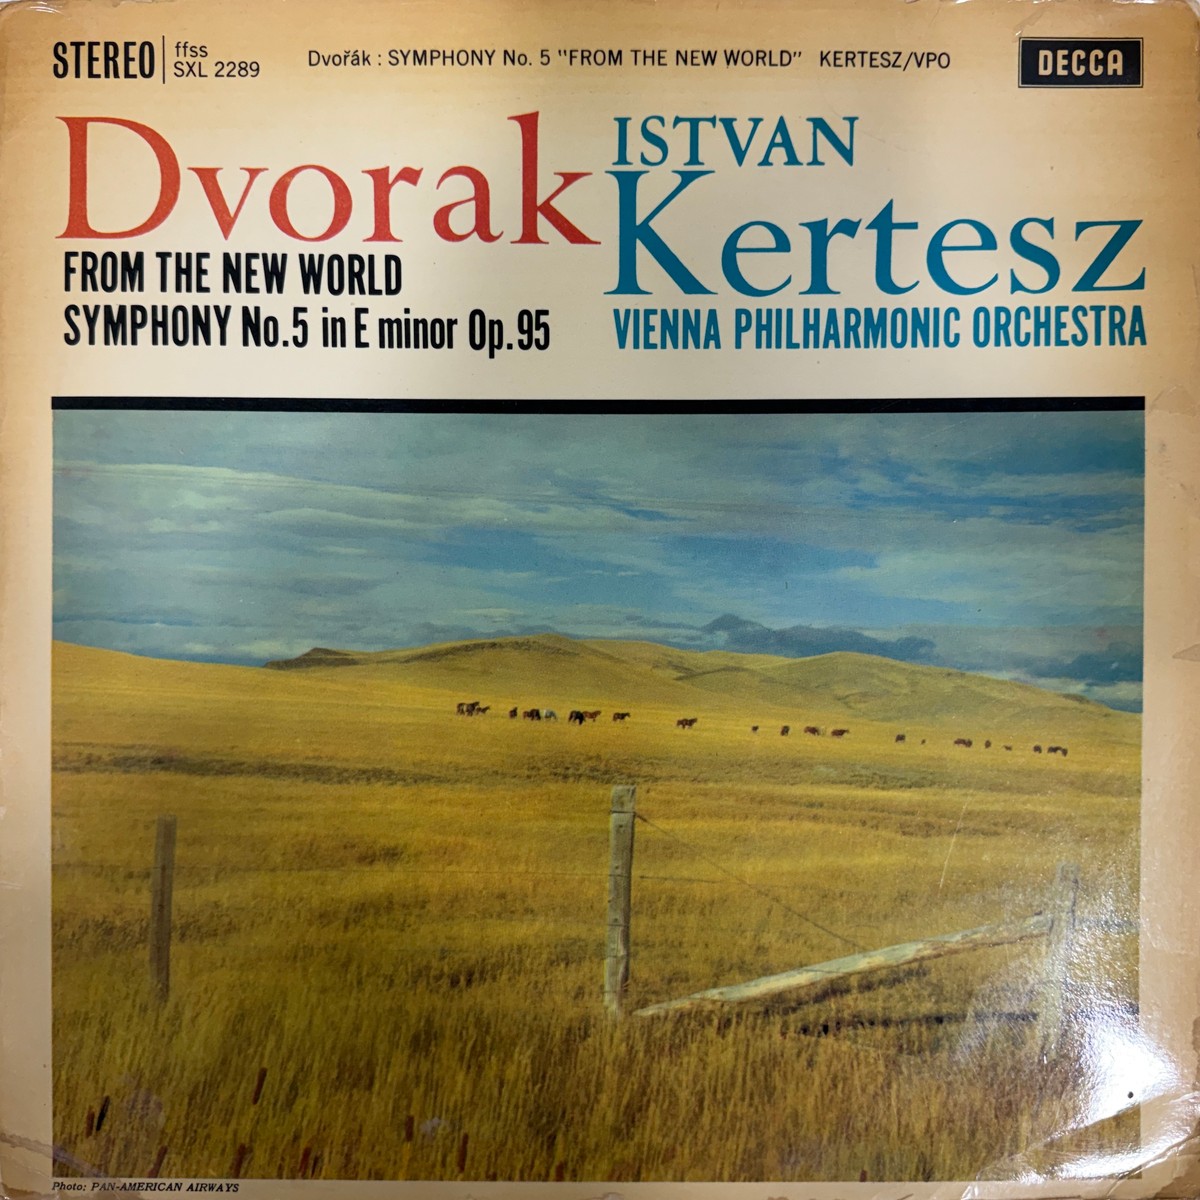 STEREO
ffss
SXL 2289
Dvořák : SYMPHONY No. 5 "FROM THE NEW WORLD" KERTESZ/VPO
DECCA
Dvorak
FROM THE NEW WORLD
SYMPHONY No.5 in E minor Op.95
ISTVAN
Kertesz
VIENNA PHILHARMONIC ORCHESTRA
Photo: PAN-AMERICAN AIRWAYS